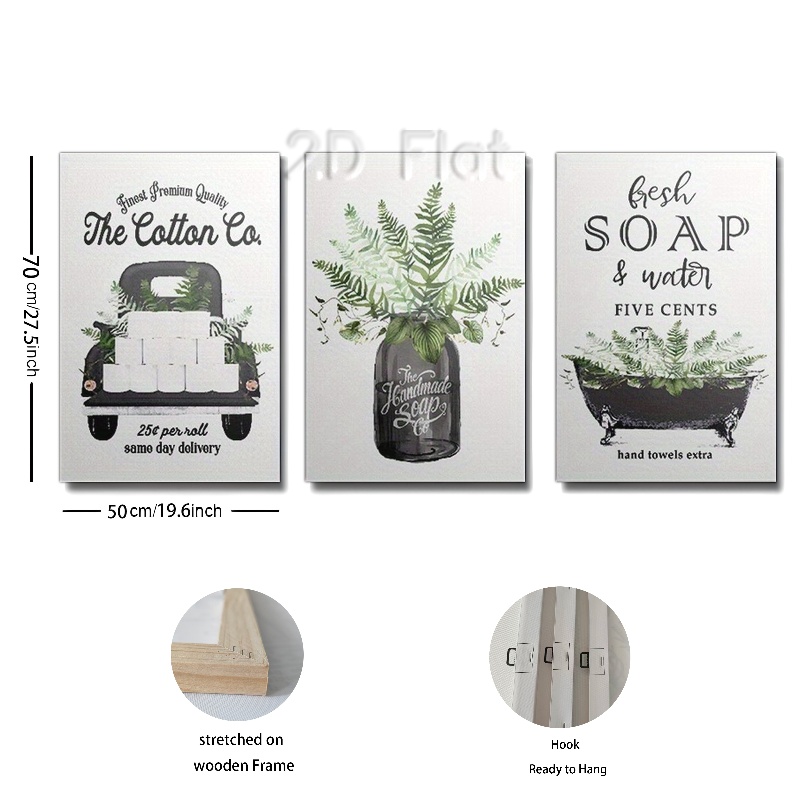 2D Flat
Finest Premium Quality
The Cotton Co.
25¢ per roll
same day delivery
The
Handmade
Soap
Co
fresh
SOAP
& water
FIVE CENTS
hand towels extra
70 cm/27.5inch
50cm/19.6inch
stretched on
wooden Frame
Hook
Ready to Hang